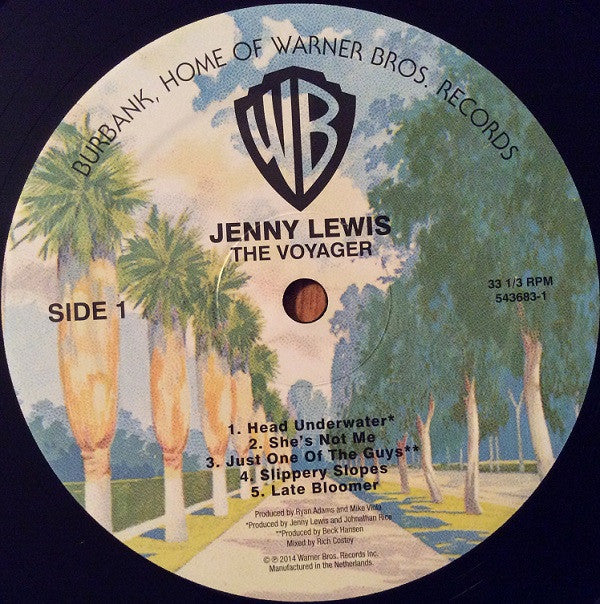 BURBANK, HOME OF WARNER BROS. RECORDS
WB
JENNY LEWIS
THE VOYAGER
SIDE 1
33 1/3 RPM
543683-1
1. Head Underwater*
2. She's Not Me
3. Just One Of The Guys**
4. $lippery Slopes
5. Late Bloomer
Produced by Ryan Adams and Mike Viola
*Produced by Jenny Lewis and Johnathan Rice
**Produced by Beck Hansen
Mixed by Rich Costey
© ℗ 2014 Warner Bros. Records Inc.
Manufactured in the Netherlands.